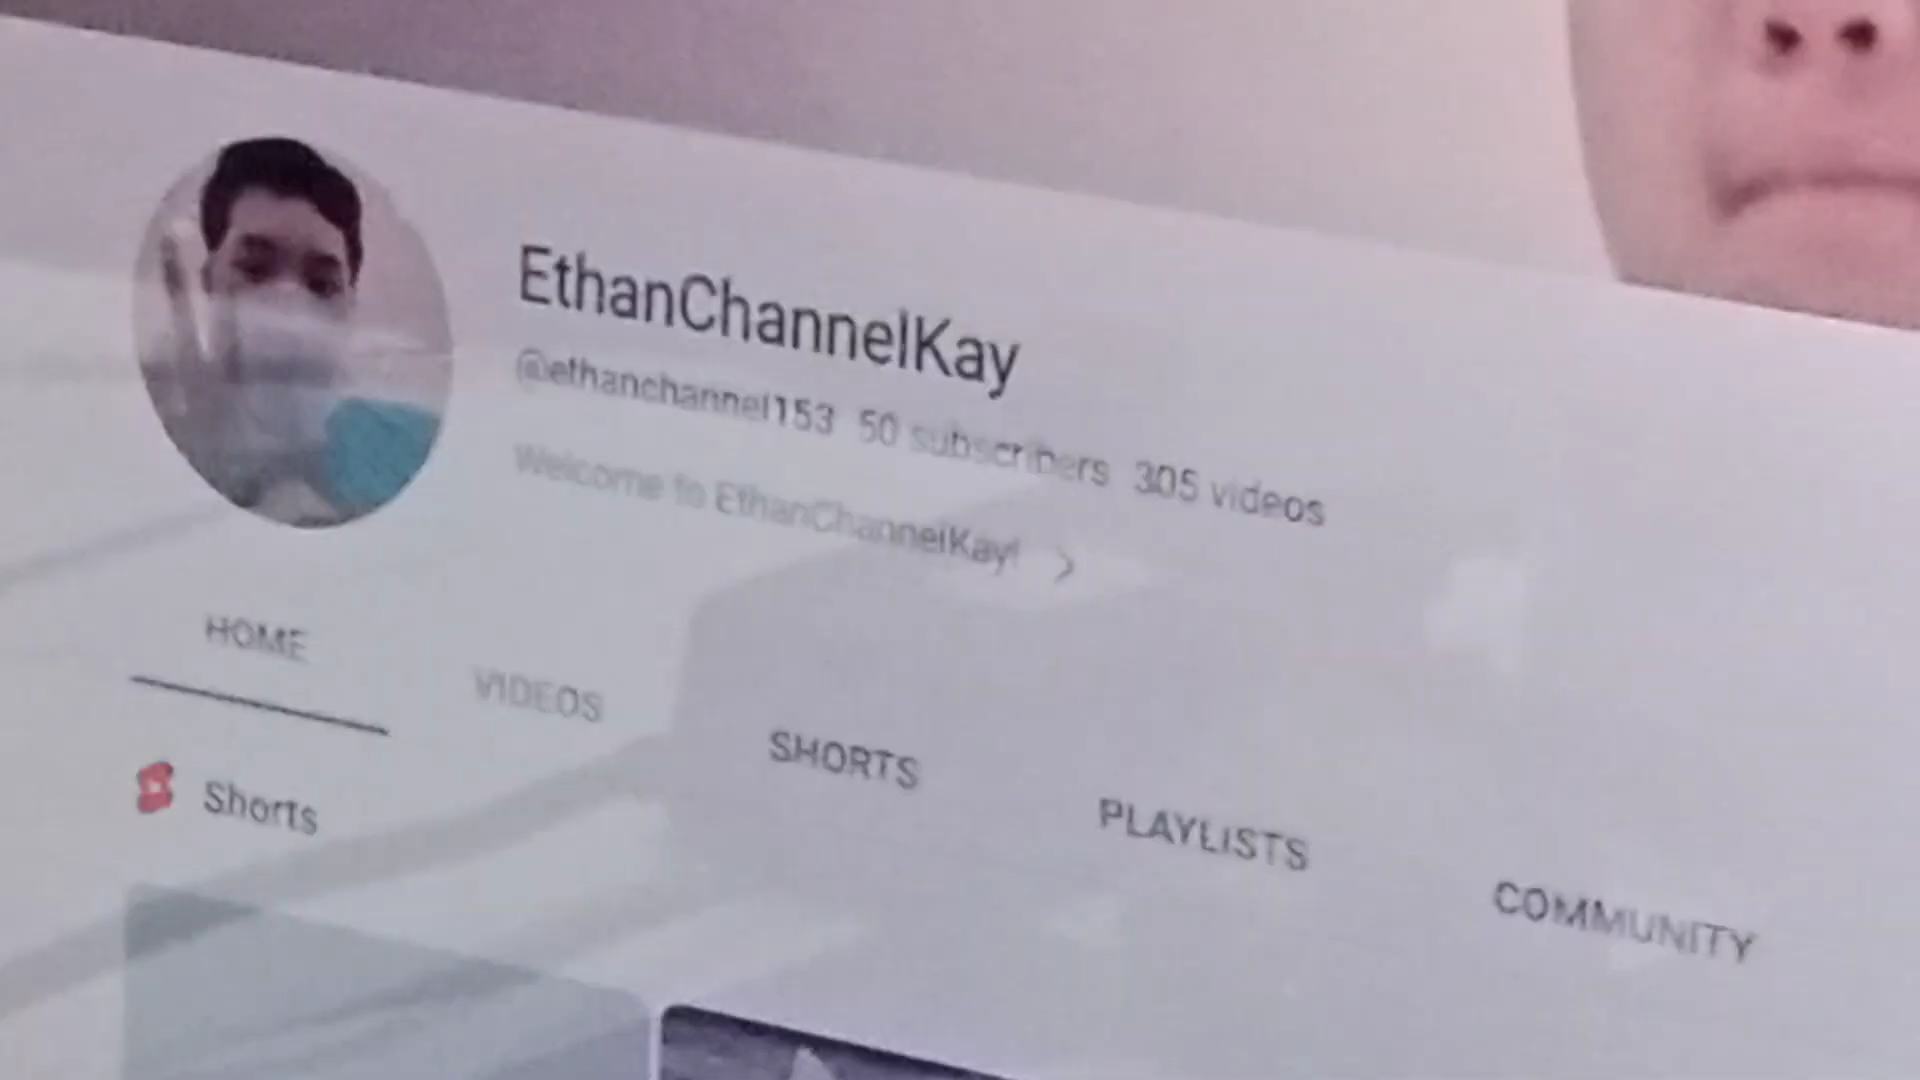 EthanChannelKay
@ethanchannel153 50 subscribers 305 videos
Welcome to EthanChannelKay!
HOME VIDEOS SHORTS PLAYLISTS COMMUNITY
Shorts